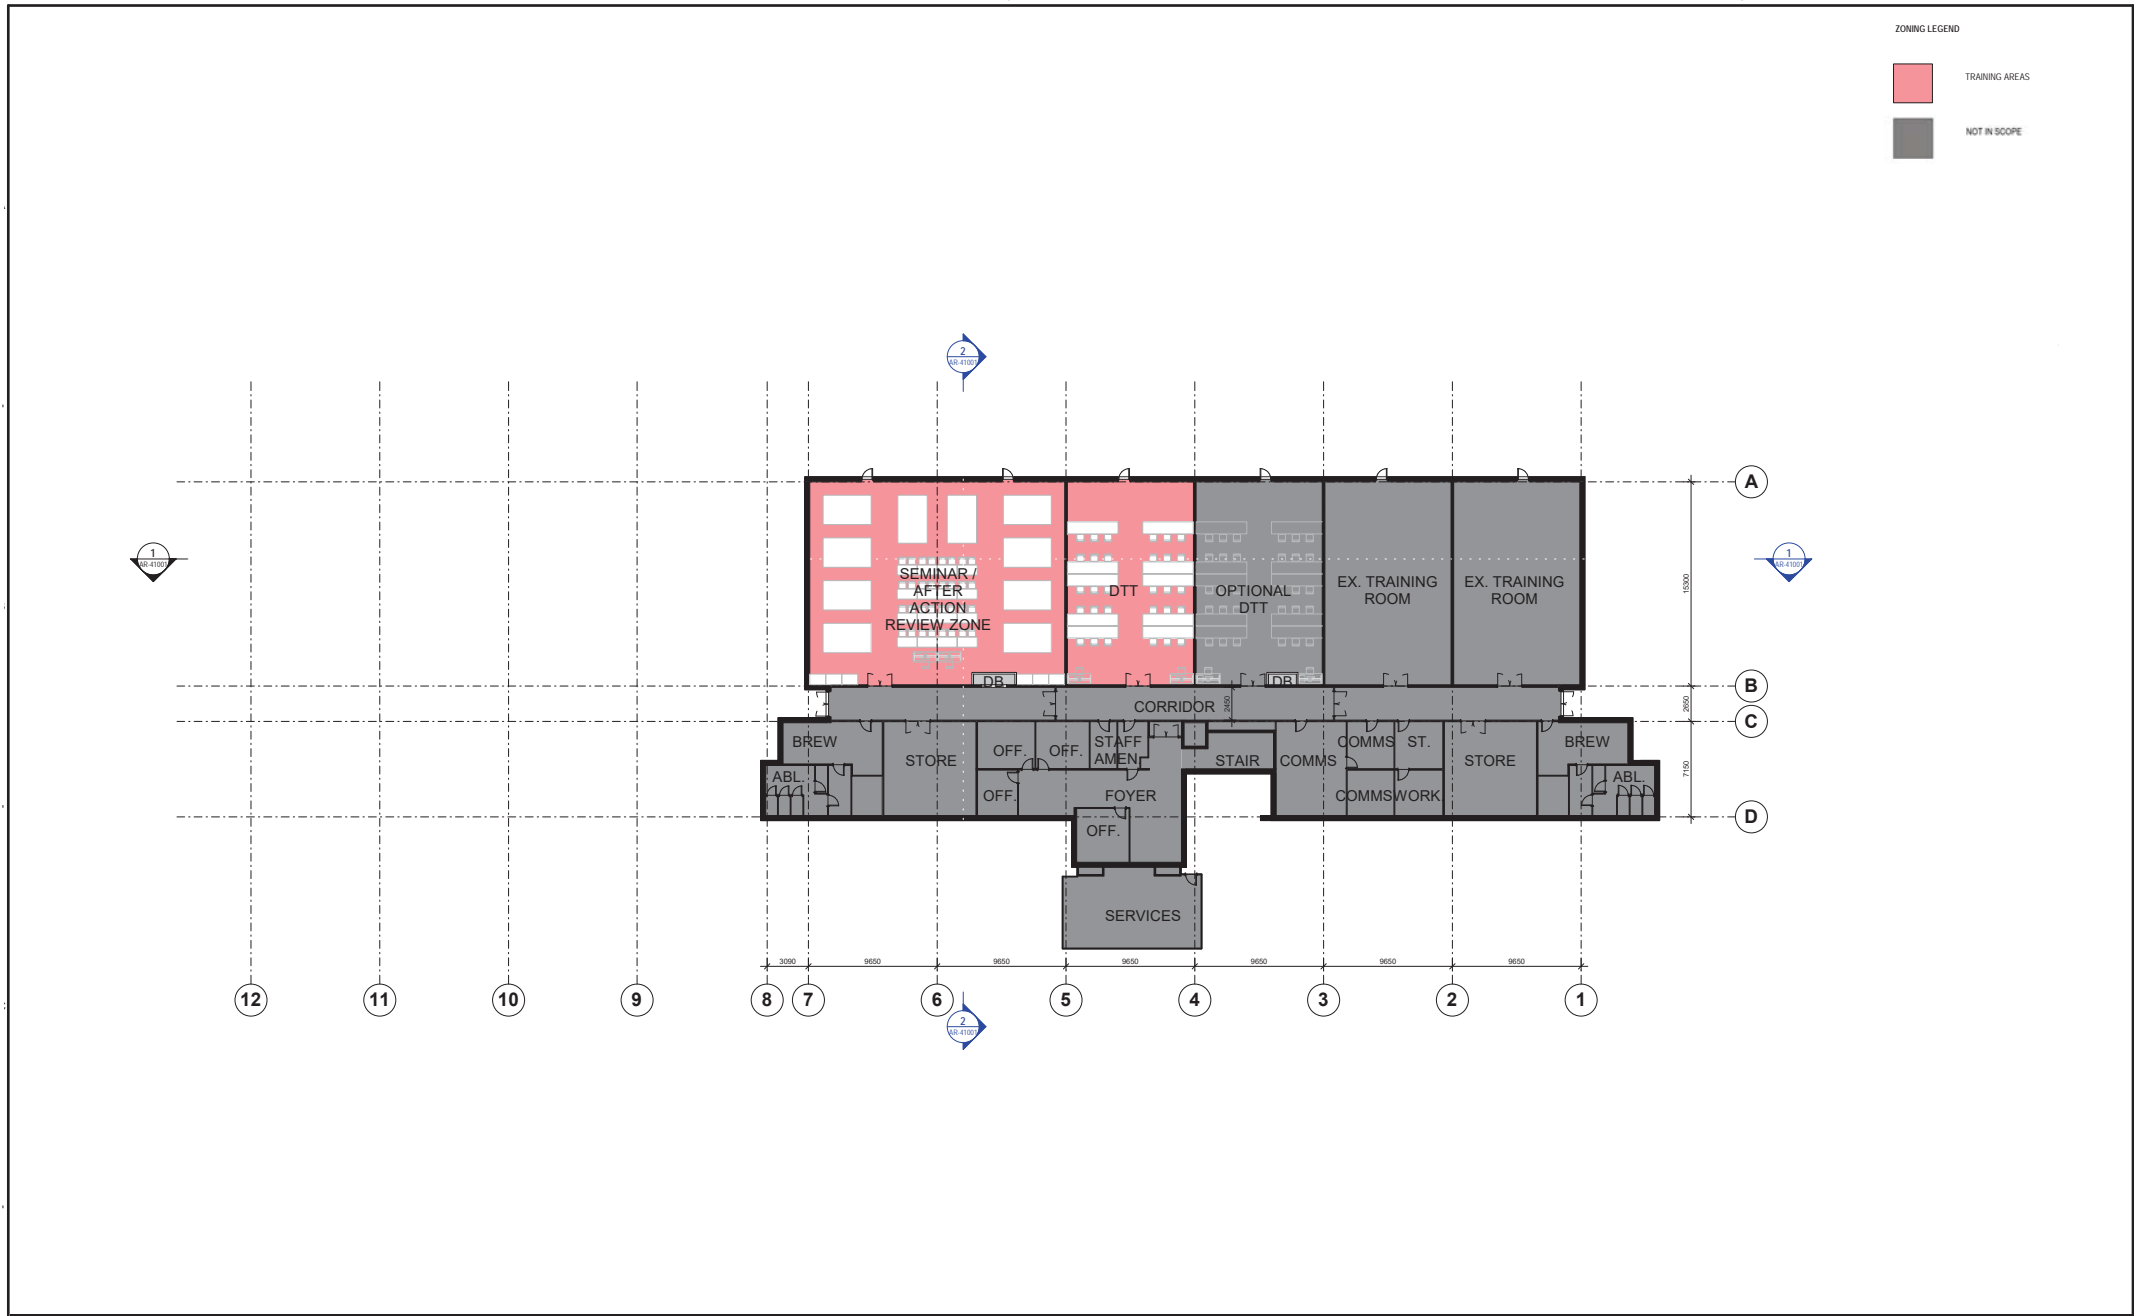 ZONING LEGEND
TRAINING AREAS
NOT IN SCOPE
2
AR-41001
A
1
AR-41001
1
AR-41001
SEMINAR /
AFTER
ACTION
REVIEW ZONE
DTT
OPTIONAL
DTT
EX. TRAINING
ROOM
EX. TRAINING
ROOM
15300
DB
DB
B
CORRIDOR
2450
2650
C
BREW
STORE
OFF.
OFF.
STAFF
AMEN
STAIR
COMMS
COMMS
ST.
STORE
BREW
ABL.
OFF.
FOYER
COMMS
WORK
ABL.
7150
D
OFF.
SERVICES
3090
9650
9650
9650
9650
9650
9650
12
11
10
9
8
7
6
5
4
3
2
1
2
AR-41001